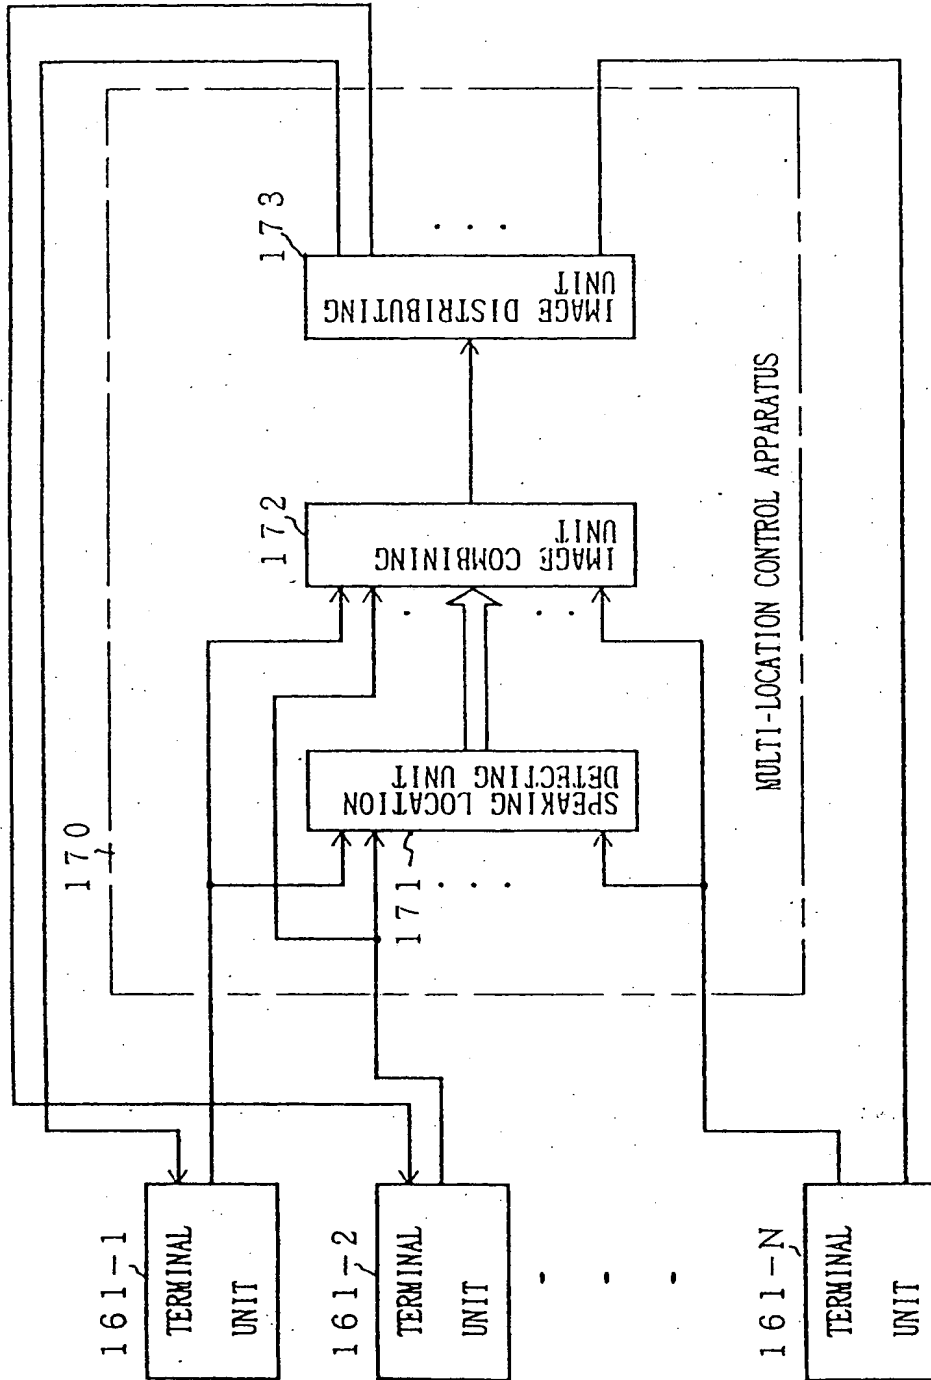 161-1
TERMINAL
UNIT
161-2
TERMINAL
UNIT
161-N
TERMINAL
UNIT
170
171
SPEAKING LOCATION
DETECTING UNIT
172
IMAGE COMBINING
UNIT
173
IMAGE DISTRIBUTING
UNIT
MULTI-LOCATION CONTROL APPARATUS